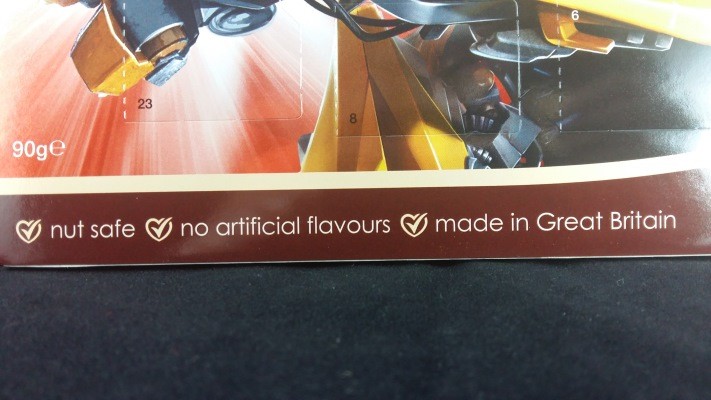 6
23
8
90g℮
nut safe no artificial flavours made in Great Britain